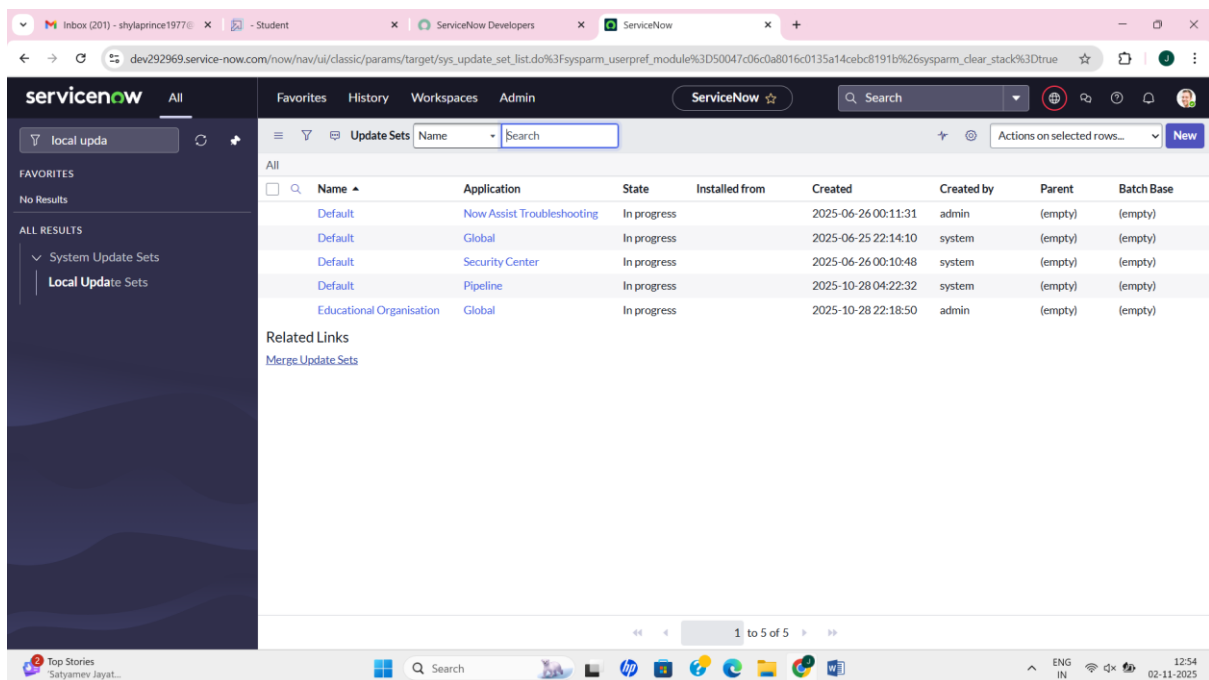 Inbox (201) - shylaprince1977@
- Student
ServiceNow Developers
ServiceNow
dev292969.service-now.com/now/nav/ui/classic/params/target/sys_update_set_list.do%3Fsysparm_userpref_module%3D50047c06c0a8016c0135a14cebc8191b%26sysparm_clear_stack%3Dtrue
servicenow All Favorites History Workspaces Admin ServiceNow Search
local upda
FAVORITES
No Results
ALL RESULTS
System Update Sets
Local Update Sets
Update Sets Name Search Actions on selected rows... New
All
Name Application State Installed from Created Created by Parent Batch Base
Default Now Assist Troubleshooting In progress 2025-06-26 00:11:31 admin (empty) (empty)
Default Global In progress 2025-06-25 22:14:10 system (empty) (empty)
Default Security Center In progress 2025-06-26 00:10:48 system (empty) (empty)
Default Pipeline In progress 2025-10-28 04:22:32 system (empty) (empty)
Educational Organisation Global In progress 2025-10-28 22:18:50 admin (empty) (empty)
Related Links
Merge Update Sets
1 to 5 of 5
2 Top Stories
'Satyamev Jayat...
Search
ENG
IN
12:54
02-11-2025